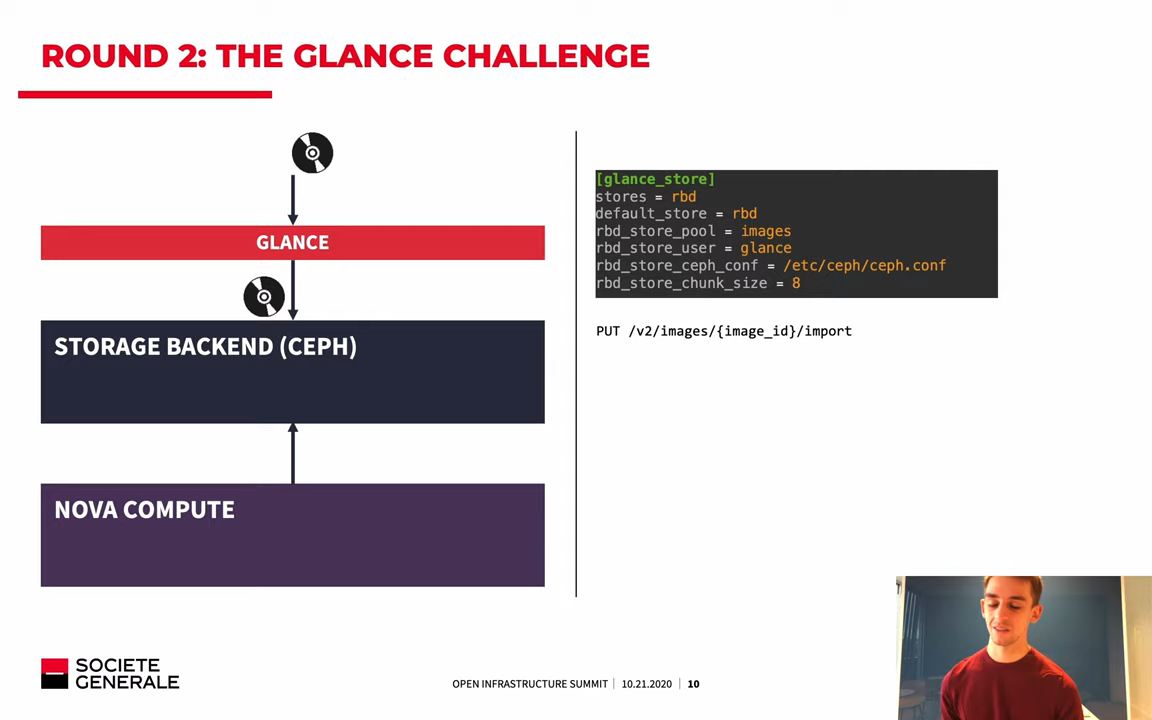 ROUND 2: THE GLANCE CHALLENGE
GLANCE
STORAGE BACKEND (CEPH)
NOVA COMPUTE
[glance_store]
stores = rbd
default_store = rbd
rbd_store_pool = images
rbd_store_user = glance
rbd_store_ceph_conf = /etc/ceph/ceph.conf
rbd_store_chunk_size = 8
PUT /v2/images/{image_id}/import
SOCIETE
GENERALE
OPEN INFRASTRUCTURE SUMMIT | 10.21.2020 | 10